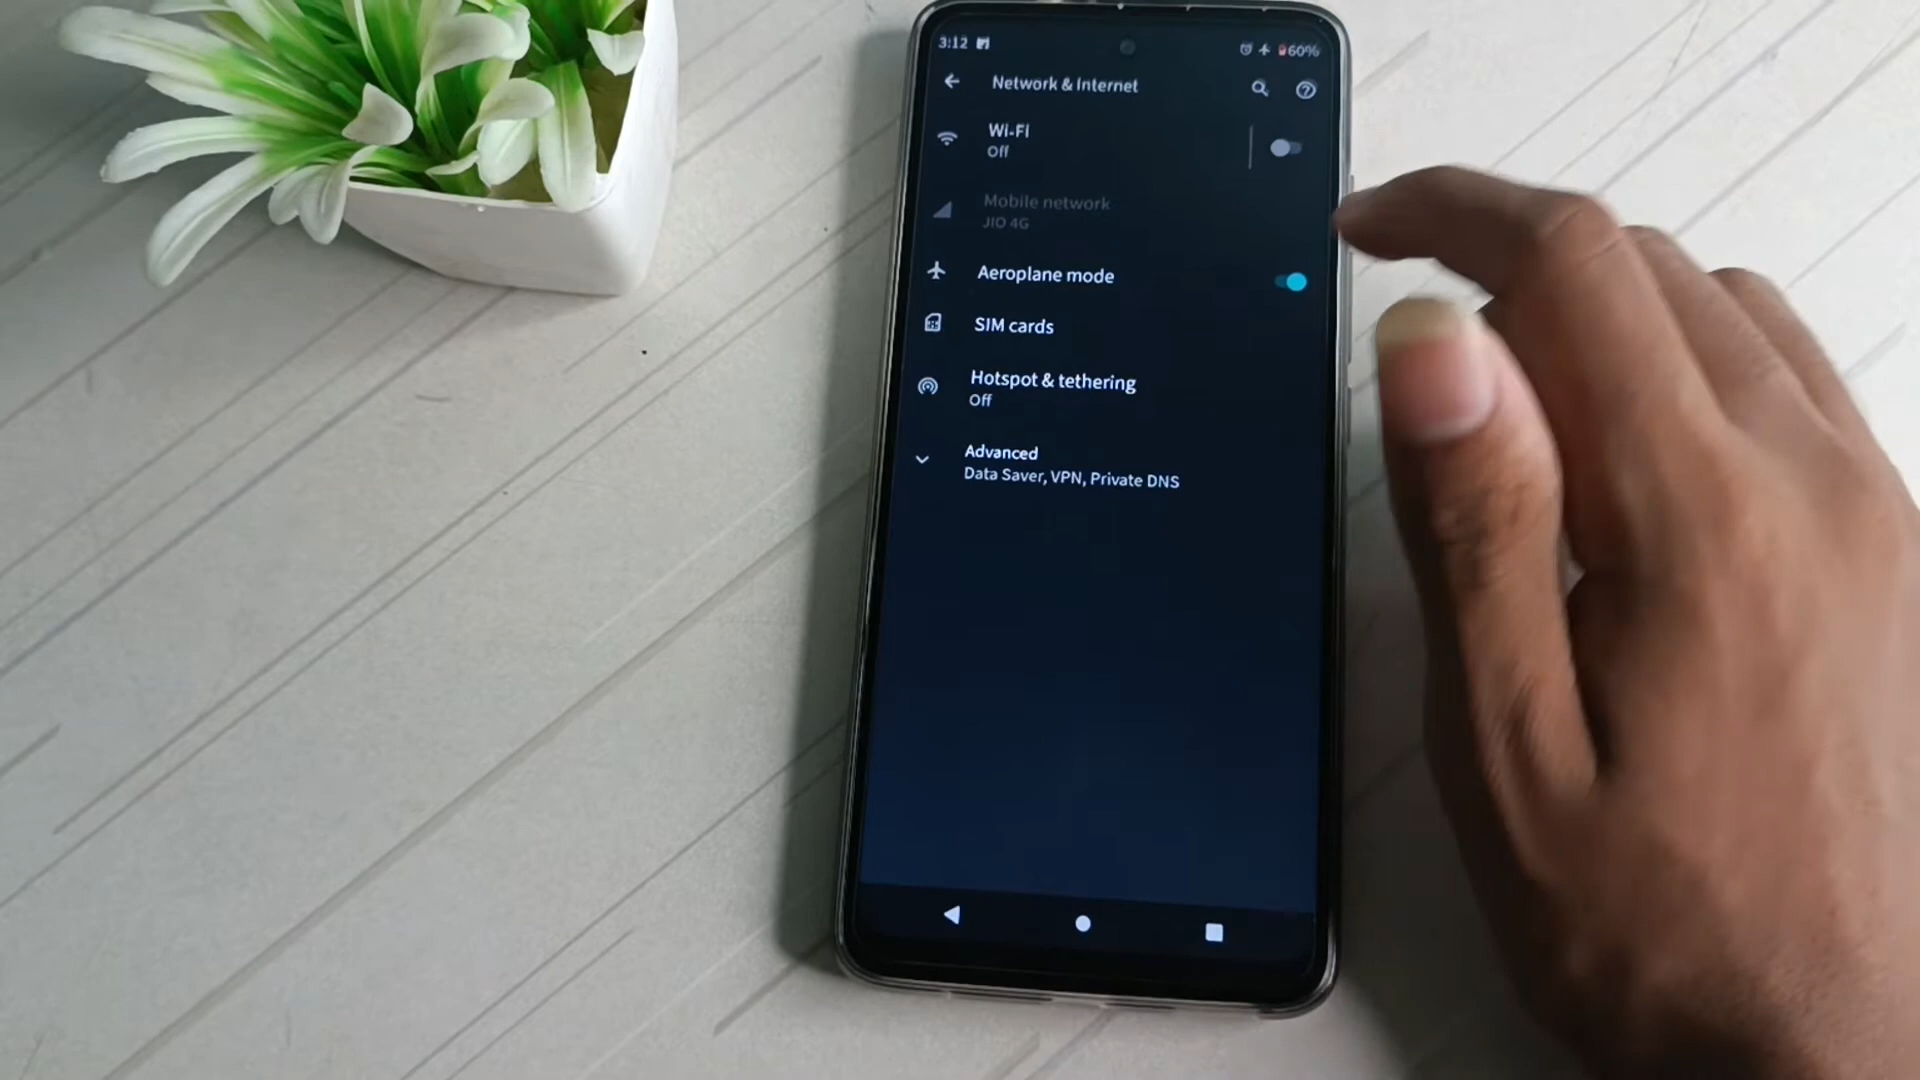 3:12
60%
Network & Internet
Wi-Fi
Off
Mobile network
JIO 4G
Aeroplane mode
SIM cards
Hotspot & tethering
Off
Advanced
Data Saver, VPN, Private DNS